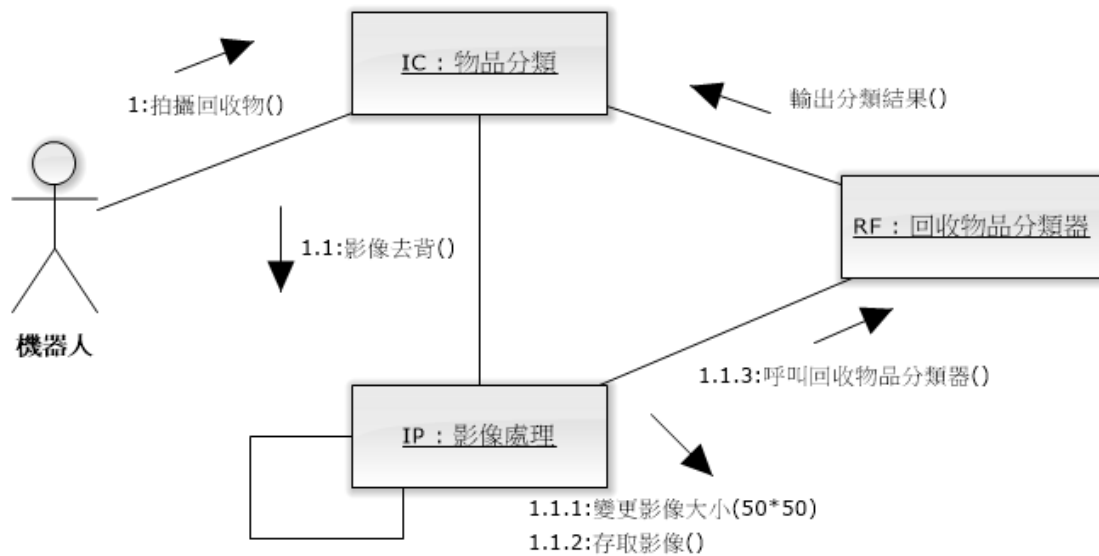 IC : 物品分類
1:拍攝回收物()
輸出分類結果()
RF : 回收物品分類器
1.1:影像去背()
機器人
1.1.3:呼叫回收物品分類器()
IP : 影像處理
1.1.1:變更影像大小(50*50)
1.1.2:存取影像()